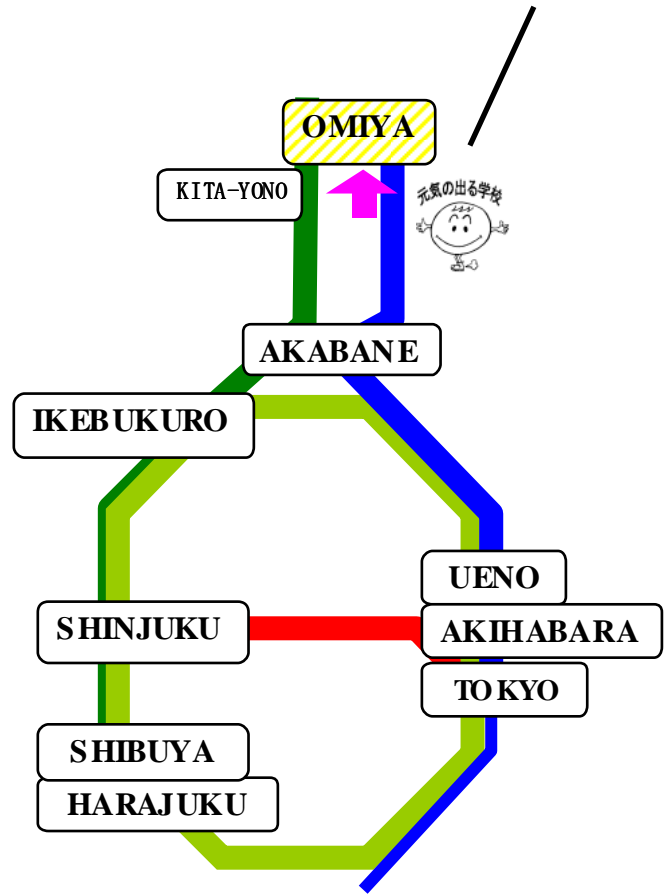 OMIYA
KITA-YONO
元気の出る学校
AKABANE
IKEBUKURO
UENO
SHINJUKU
AKIHABARA
TOKYO
SHIBUYA
HARAJUKU